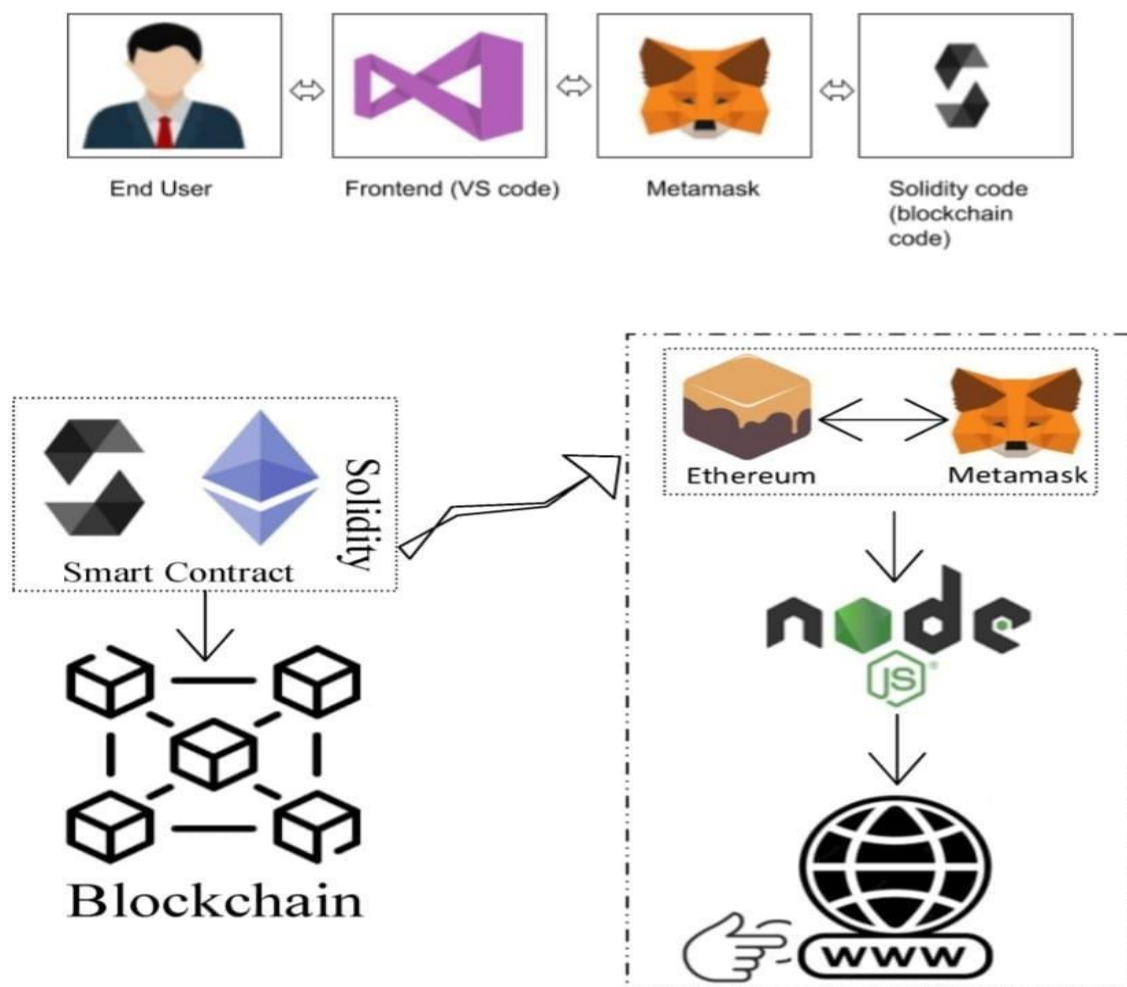 End User
Frontend (VS code)
Metamask
Solidity code
(blockchain
code)
Solidity
Smart Contract
Blockchain
Ethereum
Metamask
node
JS
®
www